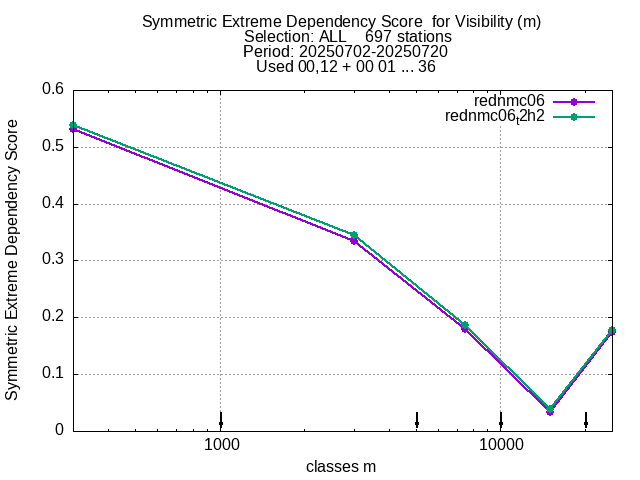 Symmetric Extreme Dependency Score  for Visibility (m)
Selection: ALL    697 stations
Period: 20250702-20250720
Used 00,12 + 00 01 ... 36
rednmc06
rednmc06_t2h2
Symmetric Extreme Dependency Score
0.6
0.5
0.4
0.3
0.2
0.1
0
1000 10000
classes m